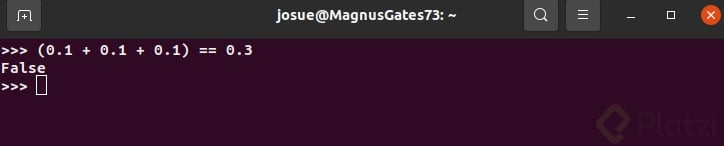 josue@MagnusGates73: ~
>>> (0.1 + 0.1 + 0.1) == 0.3
False
>>>
Platzi